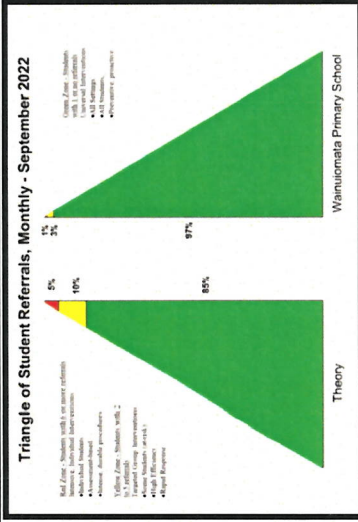 Triangle of Student Referrals, Monthly - September 2022
Red Zone - Students with 6 or more referrals
Intensive, Individual Interventions
•Individual Students
•Assessment-based
•Intense, durable procedures
Yellow Zone - Students with 2
to 5 referrals
Targeted Group Interventions
•Some Students (at-risk)
•High Efficiency
•Rapid Response
5%
10%
85%
Theory
1%
3%
97%
Green Zone - Students
with 1 or no referrals
Universal Interventions
•All Settings
•All Students
•Preventive, proactive
Wainuiomata Primary School